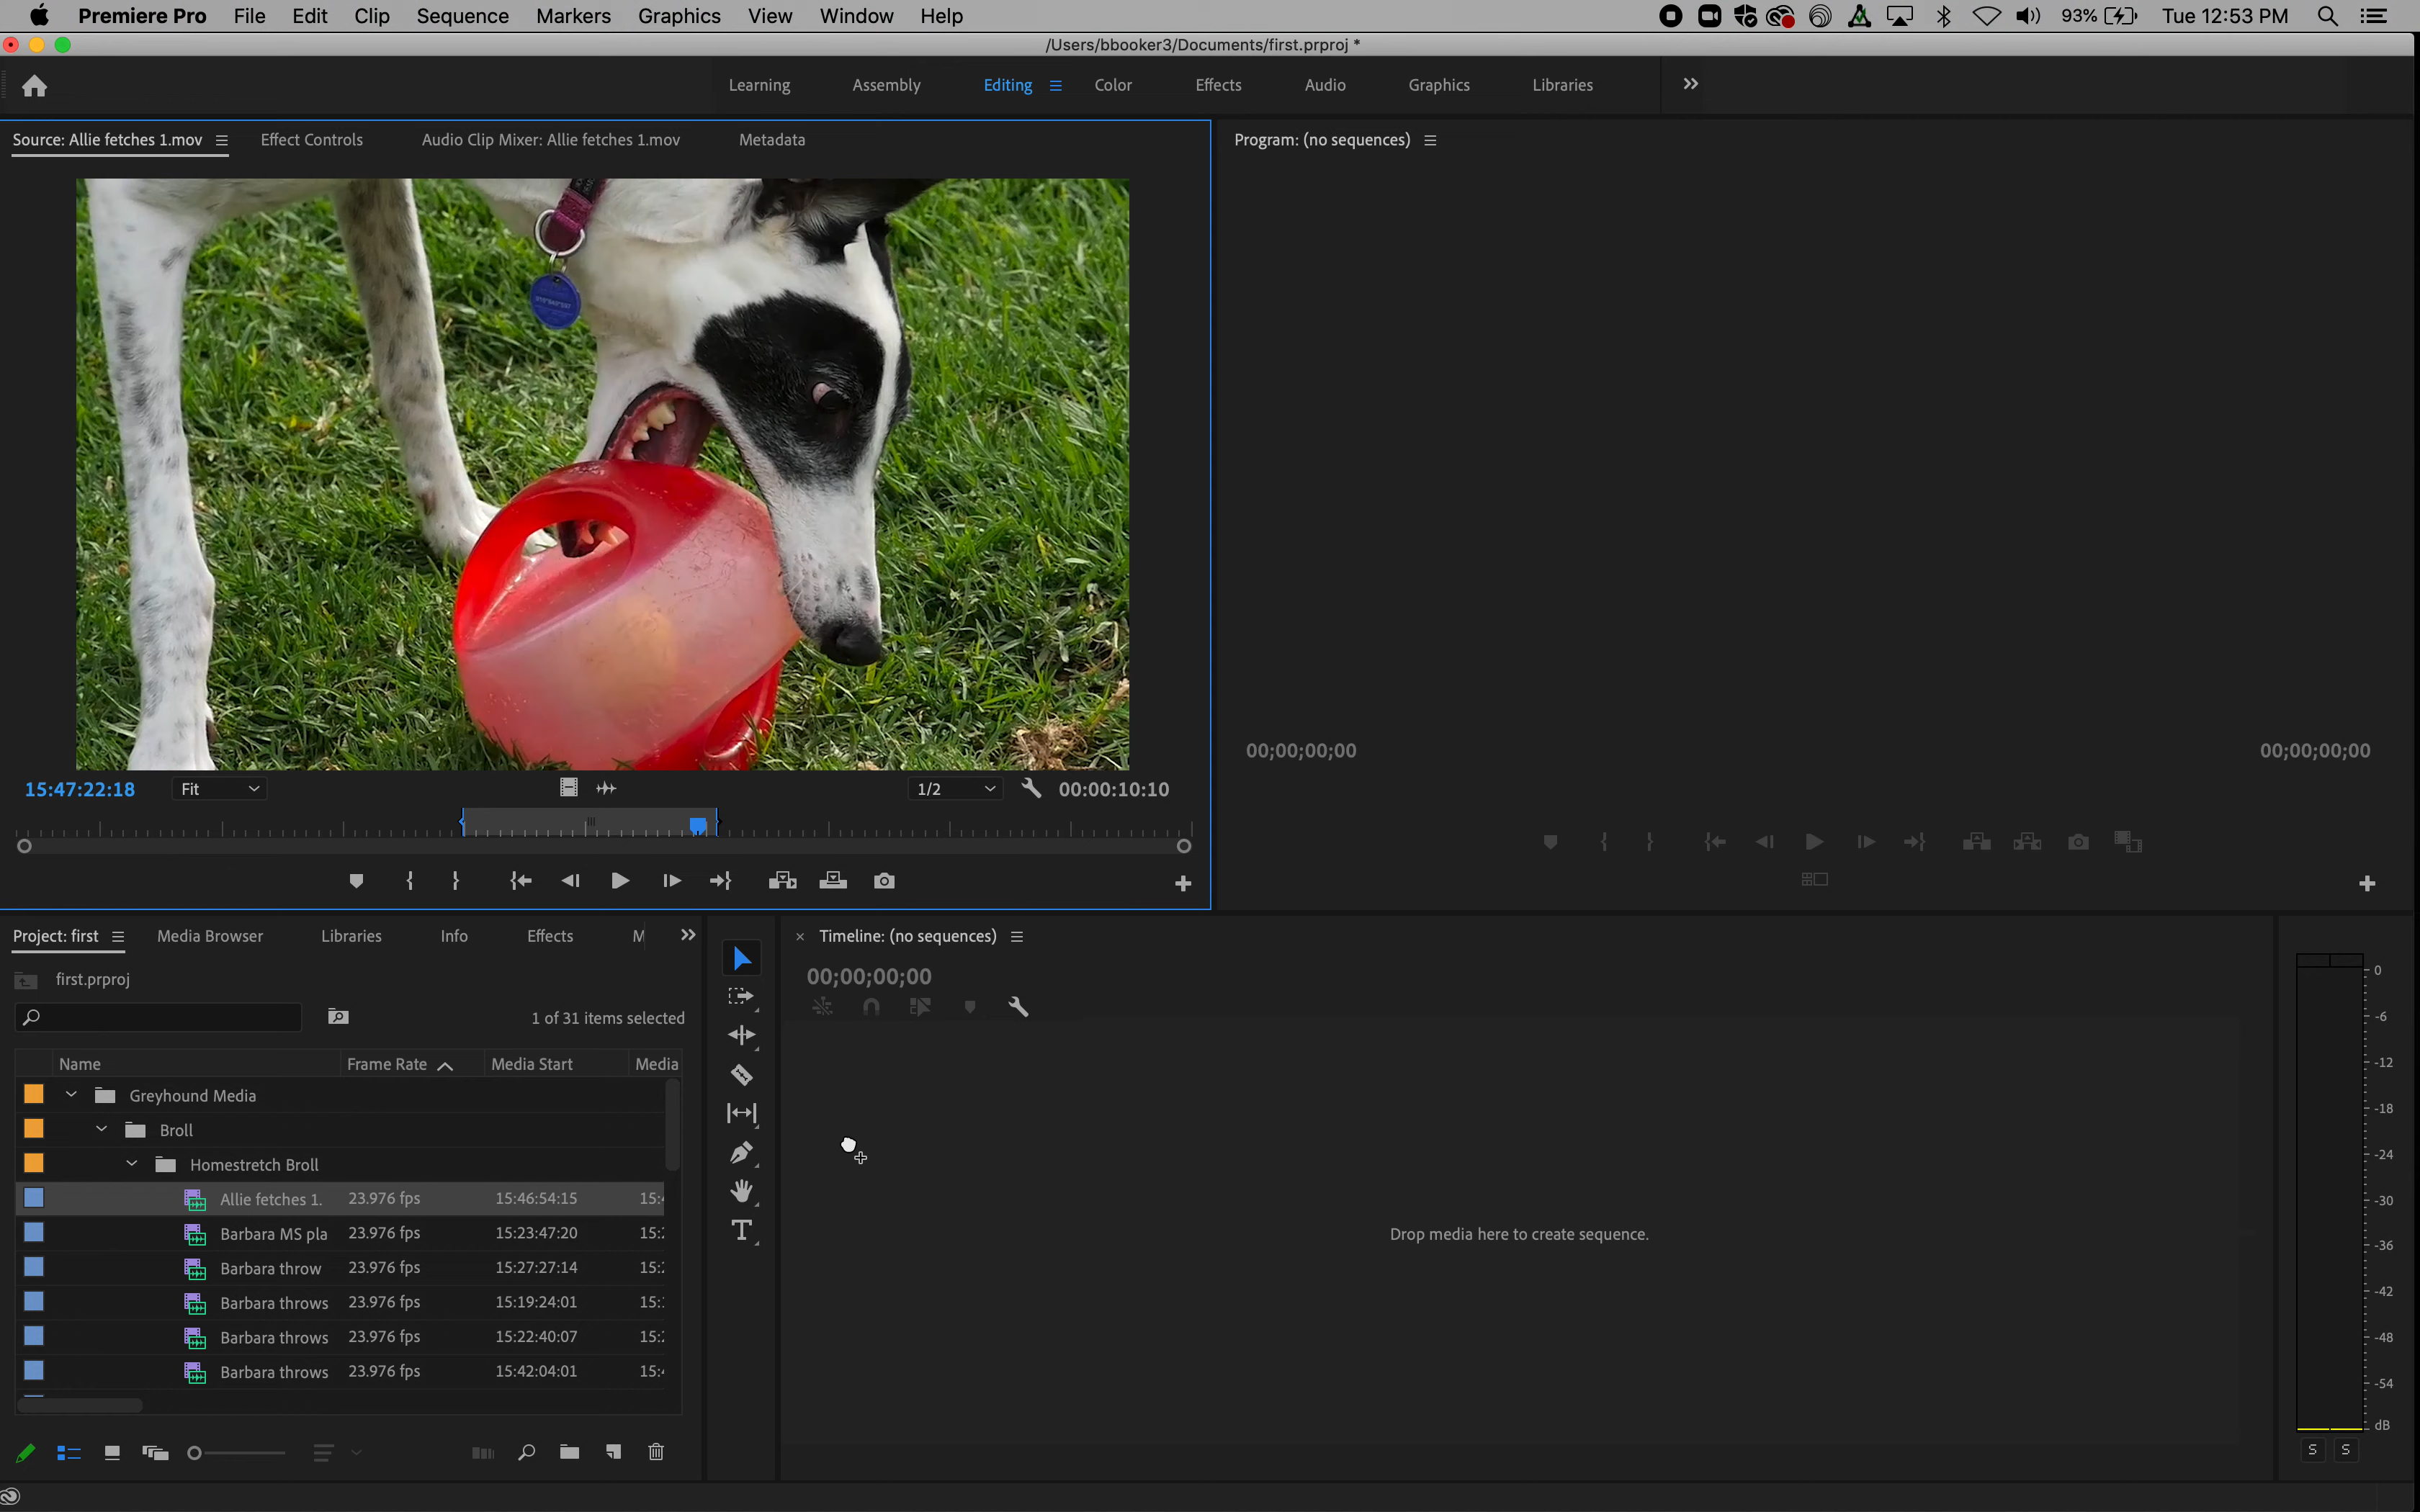 Premiere Pro File Edit Clip Sequence Markers Graphics View Window Help 93% Tue 12:53 PM
/Users/bbooker3/Documents/first.prproj *
Learning Assembly Editing Color Effects Audio Graphics Libraries
Source: Allie fetches 1.mov Effect Controls Audio Clip Mixer: Allie fetches 1.mov Metadata
Program: (no sequences)
15:47:22:18 Fit 1/2 00:00:10:10
00;00;00;00 00;00;00;00
Project: first Media Browser Libraries Info Effects M
first.prproj
1 of 31 items selected
Name Frame Rate Media Start Media
Greyhound Media
Broll
Homestretch Broll
Allie fetches 1. 23.976 fps 15:46:54:15 15:
Barbara MS pla 23.976 fps 15:23:47:20 15:
Barbara throw 23.976 fps 15:27:27:14 15:
Barbara throws 23.976 fps 15:19:24:01 15:
Barbara throws 23.976 fps 15:22:40:07 15:
Barbara throws 23.976 fps 15:42:04:01 15:
T
Timeline: (no sequences)
00;00;00;00
Drop media here to create sequence.
0
-6
-12
-18
-24
-30
-36
-42
-48
-54
dB
S S